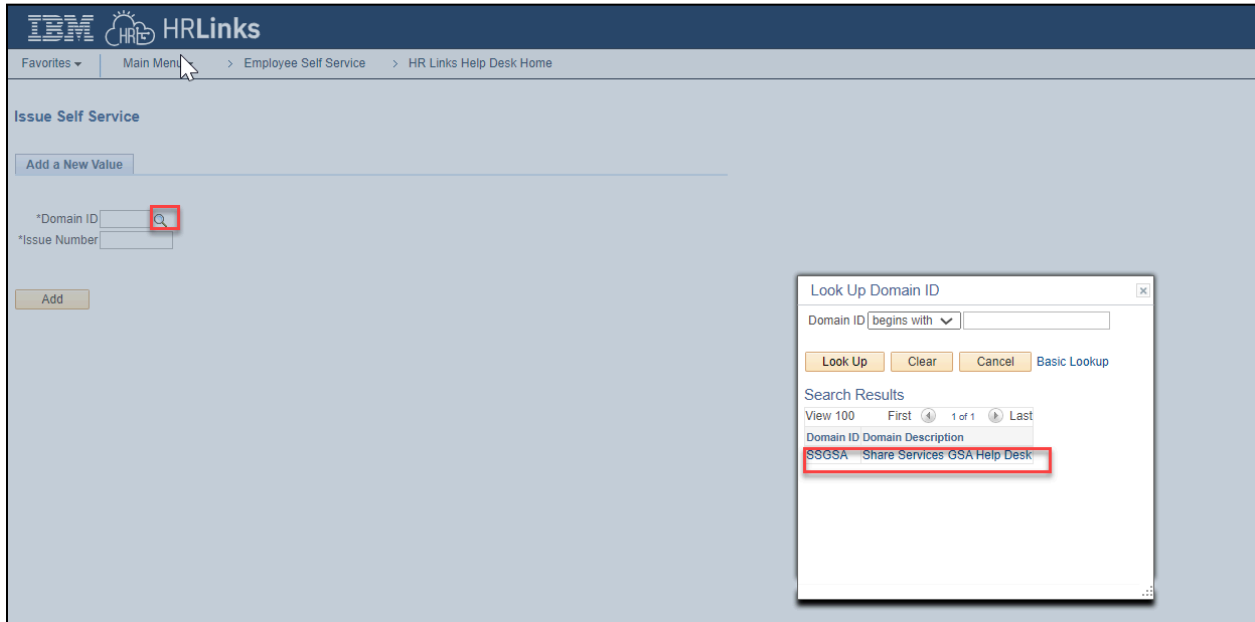 IBM HR HRLinks
Favorites Main Menu > Employee Self Service > HR Links Help Desk Home
Issue Self Service
Add a New Value
*Domain ID
*Issue Number
Add
Look Up Domain ID
Domain ID begins with
Look Up Clear Cancel Basic Lookup
Search Results
View 100 First 1 of 1 Last
Domain ID Domain Description
SSGSA Share Services GSA Help Desk